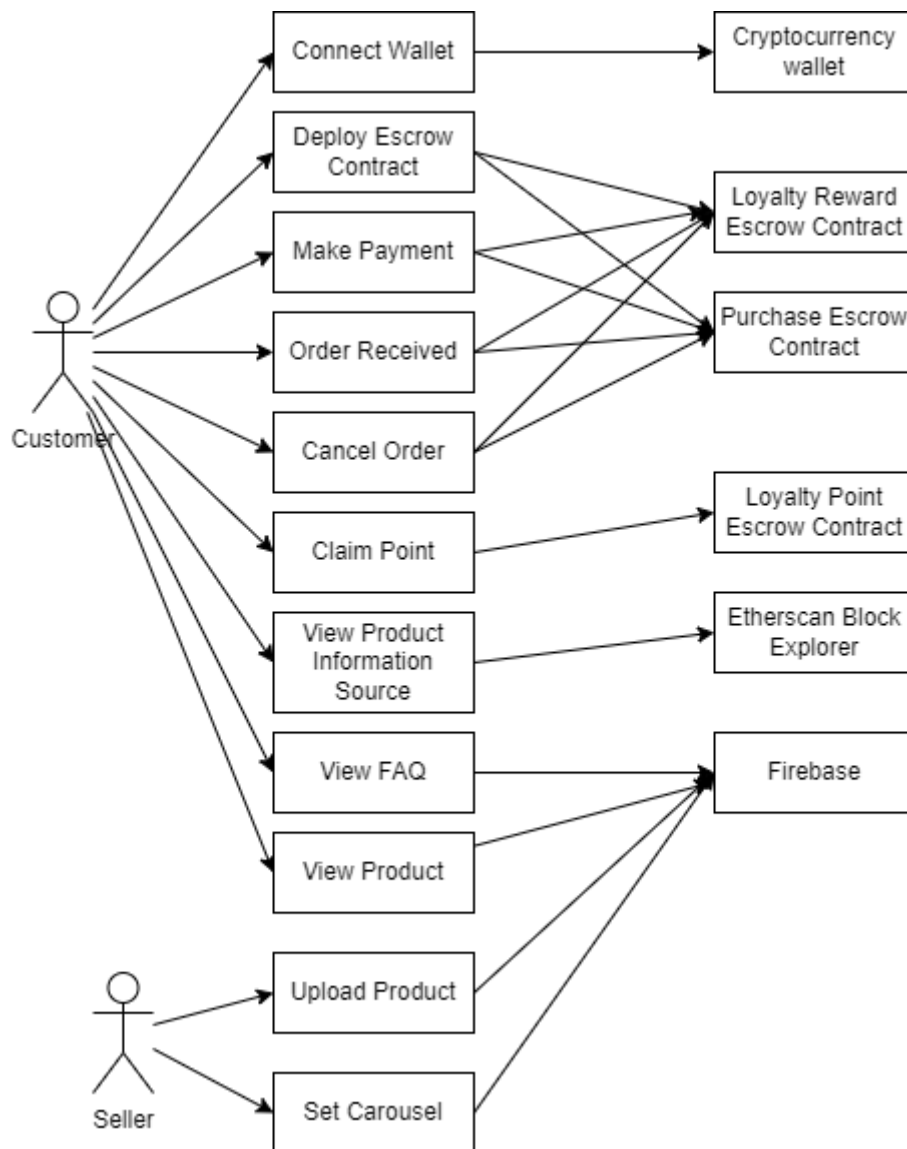 Connect Wallet
Cryptocurrency
wallet
Deploy Escrow
Contract
Loyalty Reward
Escrow Contract
Make Payment
Purchase Escrow
Contract
Order Received
Customer
Cancel Order
Loyalty Point
Escrow Contract
Claim Point
View Product
Information
Source
Etherscan Block
Explorer
View FAQ
Firebase
View Product
Upload Product
Seller
Set Carousel